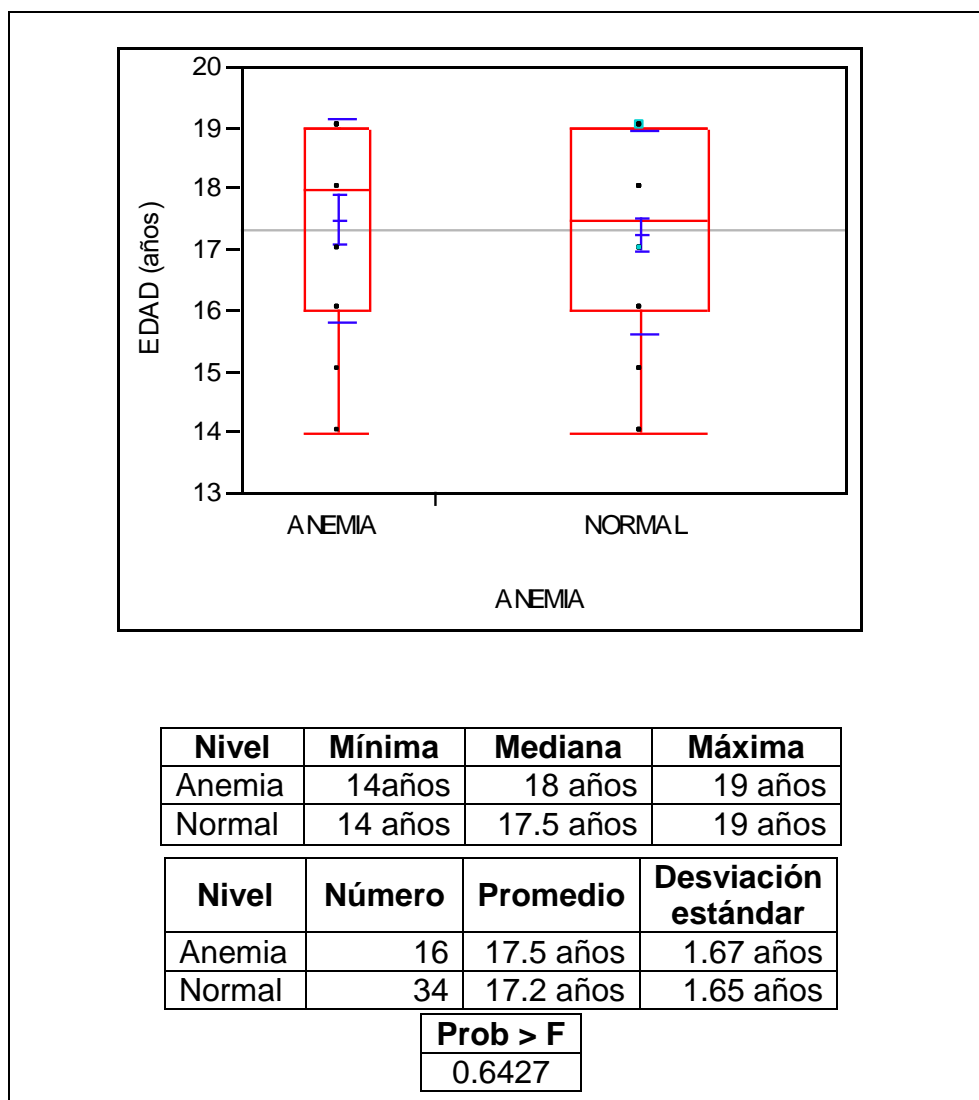 20
19
18
17
16
15
14
13
EDAD (años)
ANEMIA NORMAL
ANEMIA
Nivel Mínima Mediana Máxima
Anemia 14años 18 años 19 años
Normal 14 años 17.5 años 19 años
Nivel Número Promedio Desviación estándar
Anemia 16 17.5 años 1.67 años
Normal 34 17.2 años 1.65 años
Prob > F
0.6427